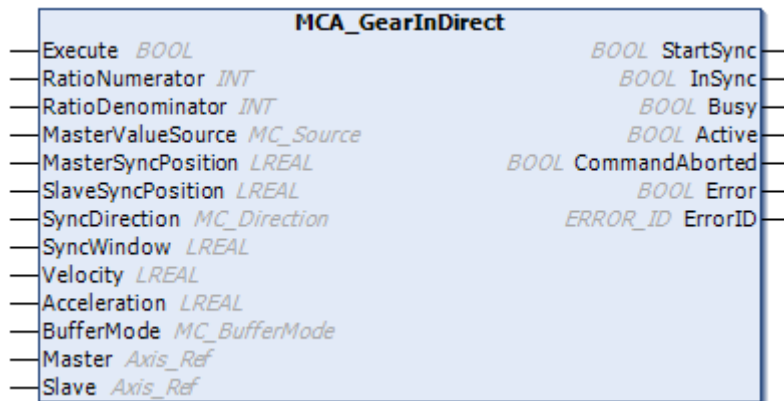 MCA_GearInDirect
Execute BOOL BOOL StartSync
RatioNumerator INT BOOL InSync
RatioDenominator INT BOOL Busy
MasterValueSource MC_Source BOOL Active
MasterSyncPosition LREAL BOOL CommandAborted
SlaveSyncPosition LREAL BOOL Error
SyncDirection MC_Direction ERROR_ID ErrorID
SyncWindow LREAL
Velocity LREAL
Acceleration LREAL
BufferMode MC_BufferMode
Master Axis_Ref
Slave Axis_Ref